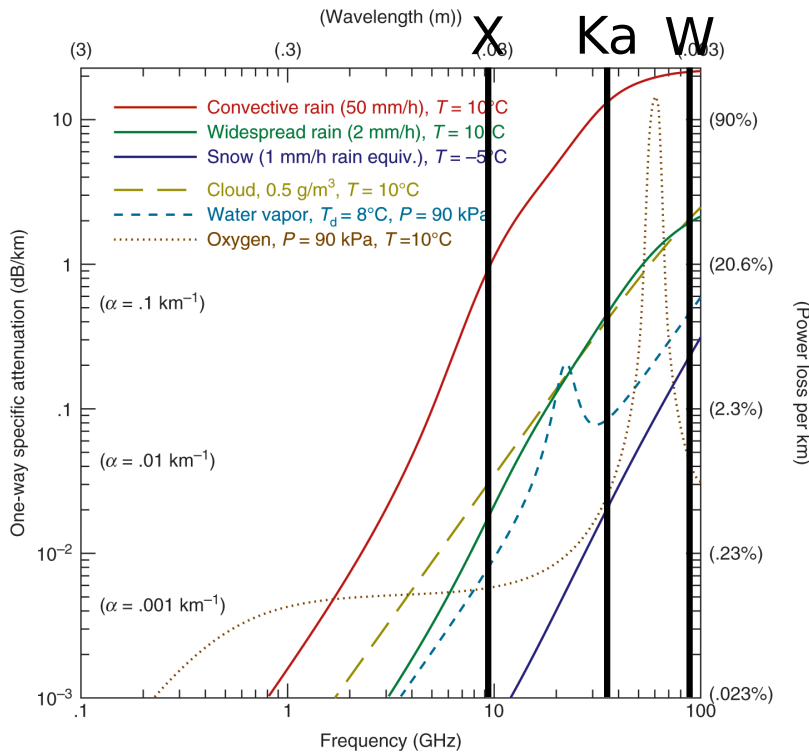 (Wavelength (m))
(3)
(.3)
(.03)
(.003)
X
Ka
W
Convective rain (50 mm/h), T = 10°C
Widespread rain (2 mm/h), T = 10°C
Snow (1 mm/h rain equiv.), T = –5°C
Cloud, 0.5 g/m³, T = 10°C
Water vapor, Td = 8°C, P = 90 kPa
Oxygen, P = 90 kPa, T =10°C
10
1
.1
10⁻²
10⁻³
One-way specific attenuation (dB/km)
(α = .1 km⁻¹)
(α = .01 km⁻¹)
(α = .001 km⁻¹)
(90%)
(20.6%)
(2.3%)
(.23%)
(.023%)
(Power loss per km)
.1
1
10
100
Frequency (GHz)